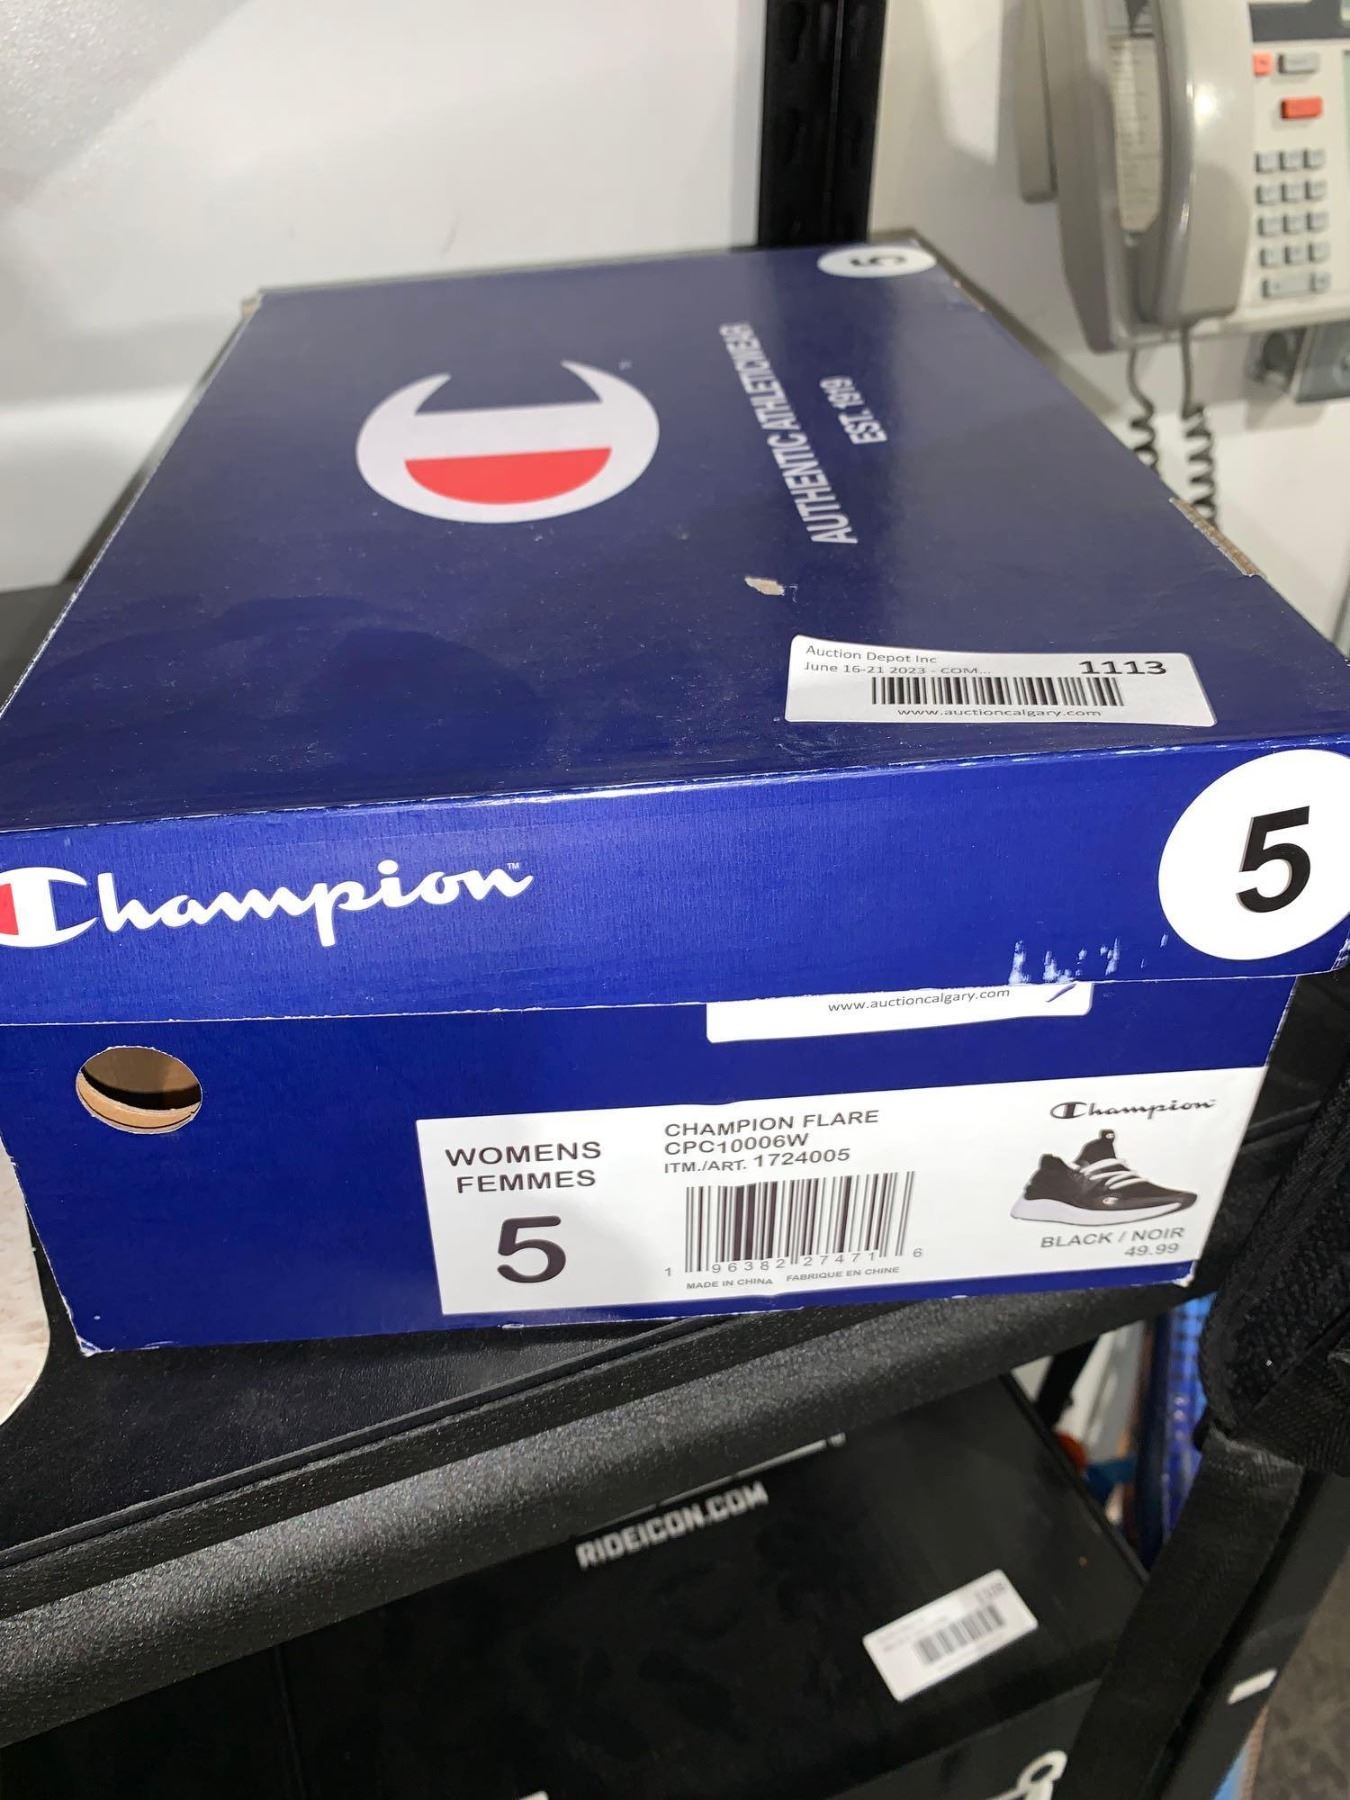 5
AUTHENTIC ATHLETICWEAR
EST. 1919
Auction Depot Inc
June 16-21 2023 - COM...
1113
www.auctioncalgary.com
Champion™
5
www.auctioncalgary.com
WOMENS
FEMMES
5
CHAMPION FLARE
CPC10006W
ITM./ART. 1724005
1 96382 27471 6
MADE IN CHINA FABRIQUE EN CHINE
Champion
BLACK / NOIR
49.99
RIDEICON.COM